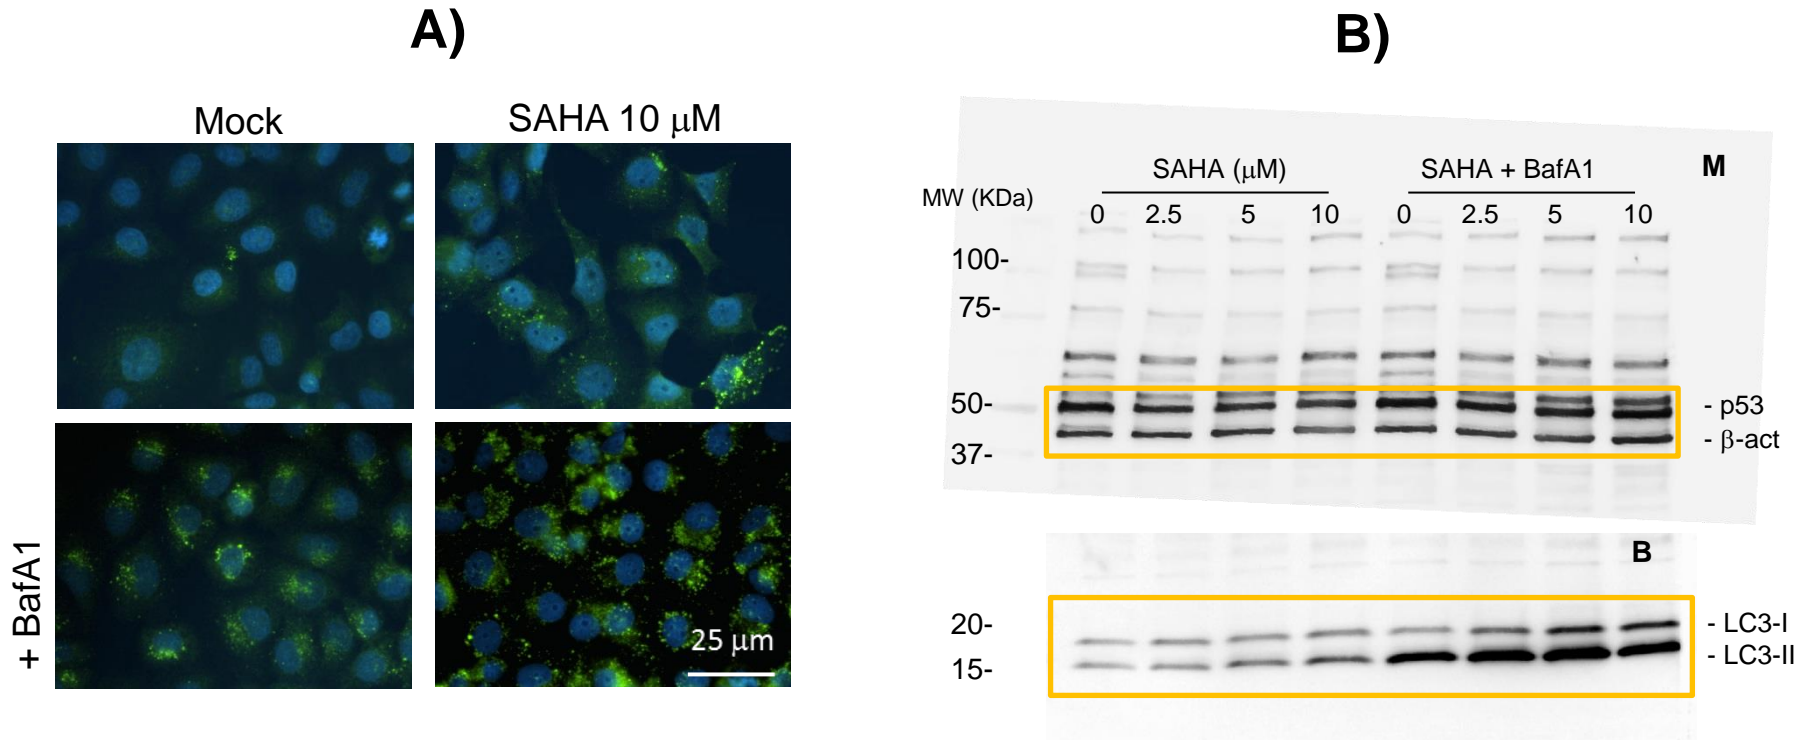 A)
B)
Mock
SAHA 10 μM
+ BafA1
25 μm
SAHA (μM)
SAHA + BafA1
M
MW (KDa)
0 2.5 5 10 0 2.5 5 10
100-
75-
50-
37-
- p53
- β-act
B
20-
15-
- LC3-I
- LC3-II